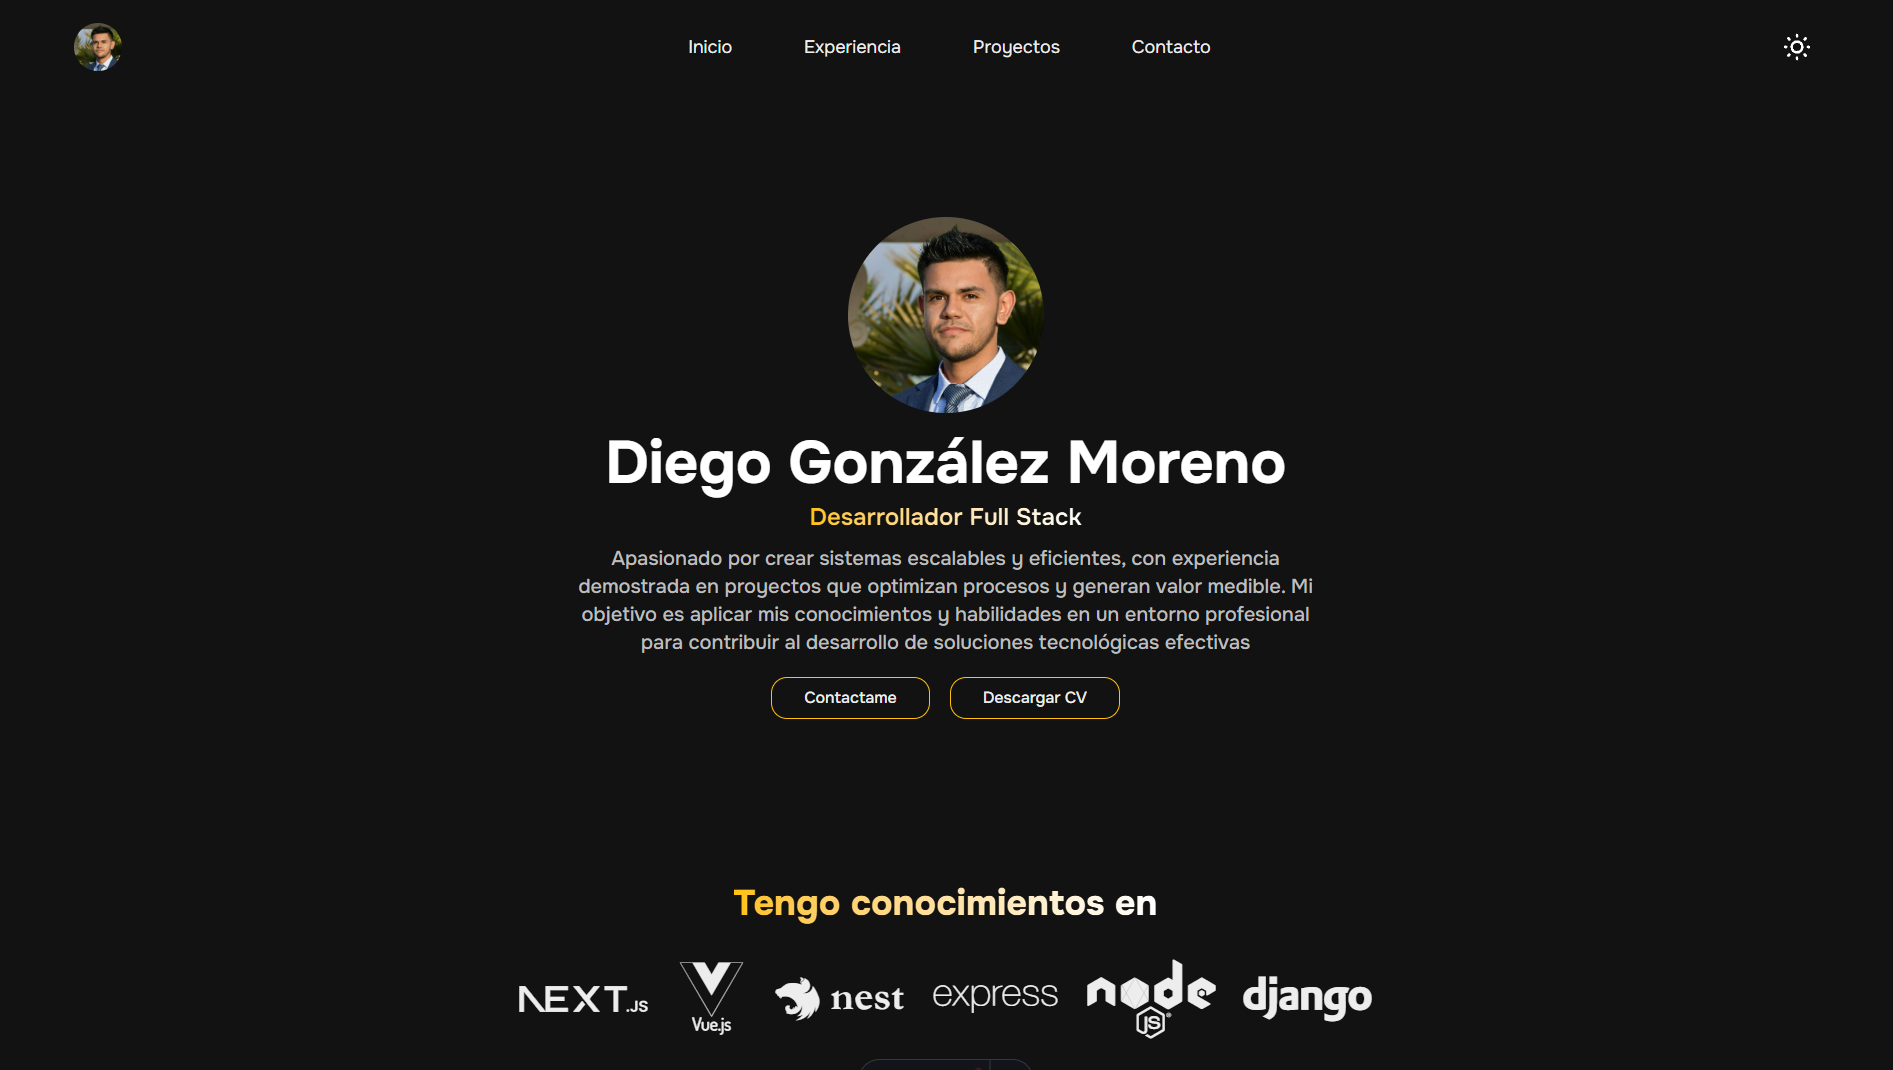 Inicio
Experiencia
Proyectos
Contacto
Diego González Moreno
Desarrollador Full Stack
Apasionado por crear sistemas escalables y eficientes, con experiencia
demostrada en proyectos que optimizan procesos y generan valor medible. Mi
objetivo es aplicar mis conocimientos y habilidades en un entorno profesional
para contribuir al desarrollo de soluciones tecnológicas efectivas
Contactame
Descargar CV
Tengo conocimientos en
NEXT.JS
Vue.js
nest
express
node
JS
django